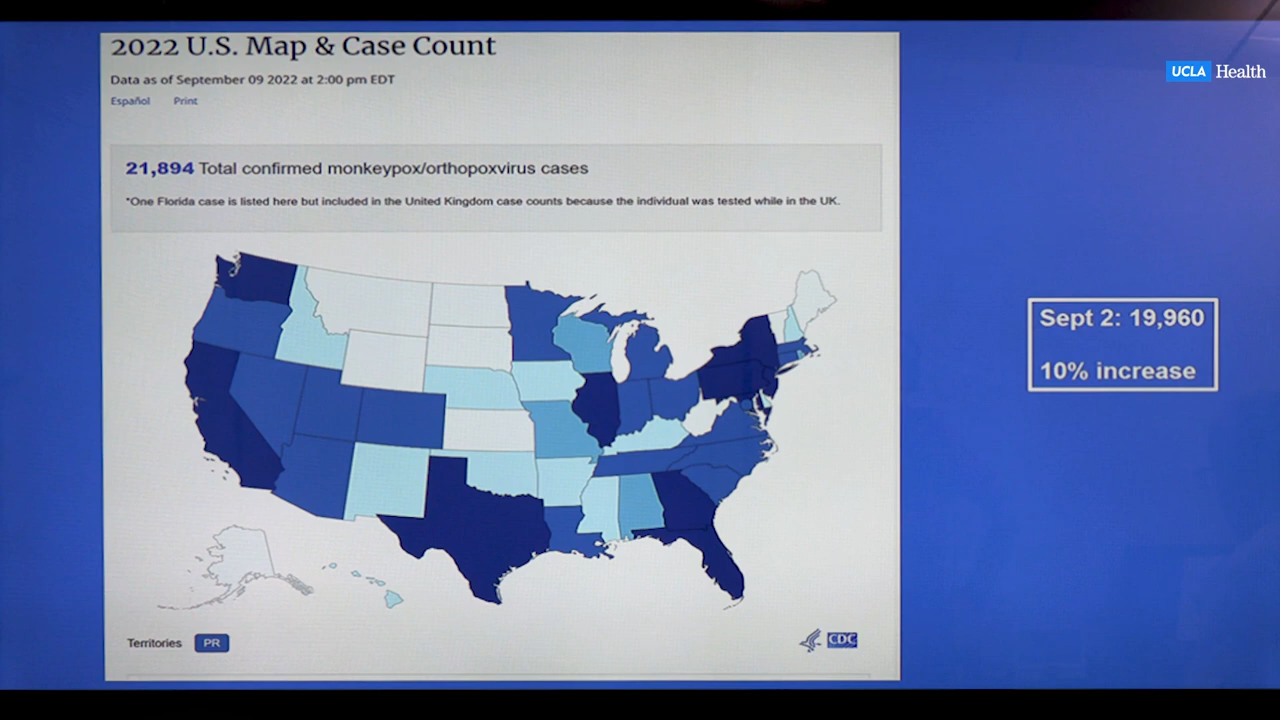 2022 U.S. Map & Case Count
Data as of September 09 2022 at 2:00 pm EDT
Español Print
21,894 Total confirmed monkeypox/orthopoxvirus cases
*One Florida case is listed here but included in the United Kingdom case counts because the individual was tested while in the UK.
Territories PR
CDC
UCLA Health
Sept 2: 19,960
10% increase